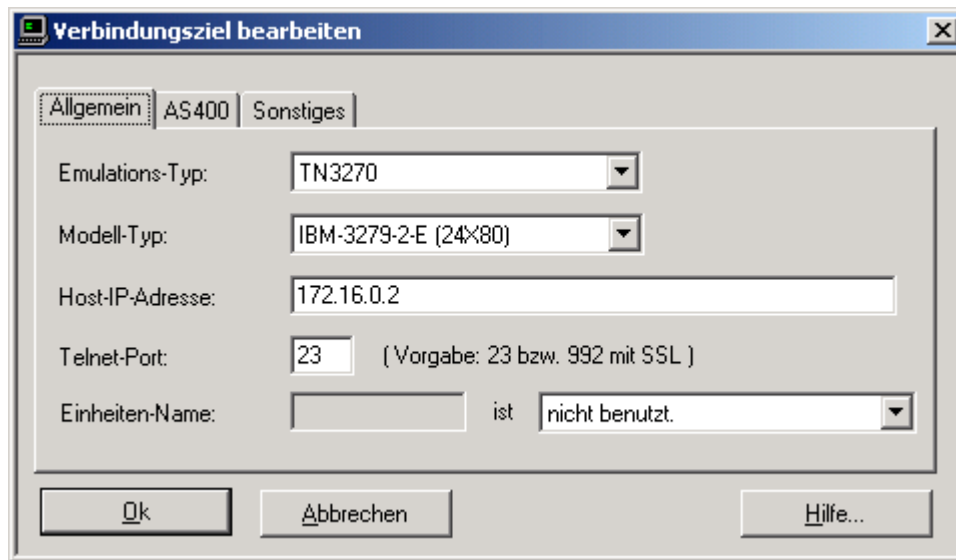 Verbindungsziel bearbeiten
Allgemein AS400 Sonstiges
Emulations-Typ: TN3270
Modell-Typ: IBM-3279-2-E (24X80)
Host-IP-Adresse: 172.16.0.2
Telnet-Port: 23 ( Vorgabe: 23 bzw. 992 mit SSL )
Einheiten-Name: ist nicht benutzt.
Ok Abbrechen Hilfe...